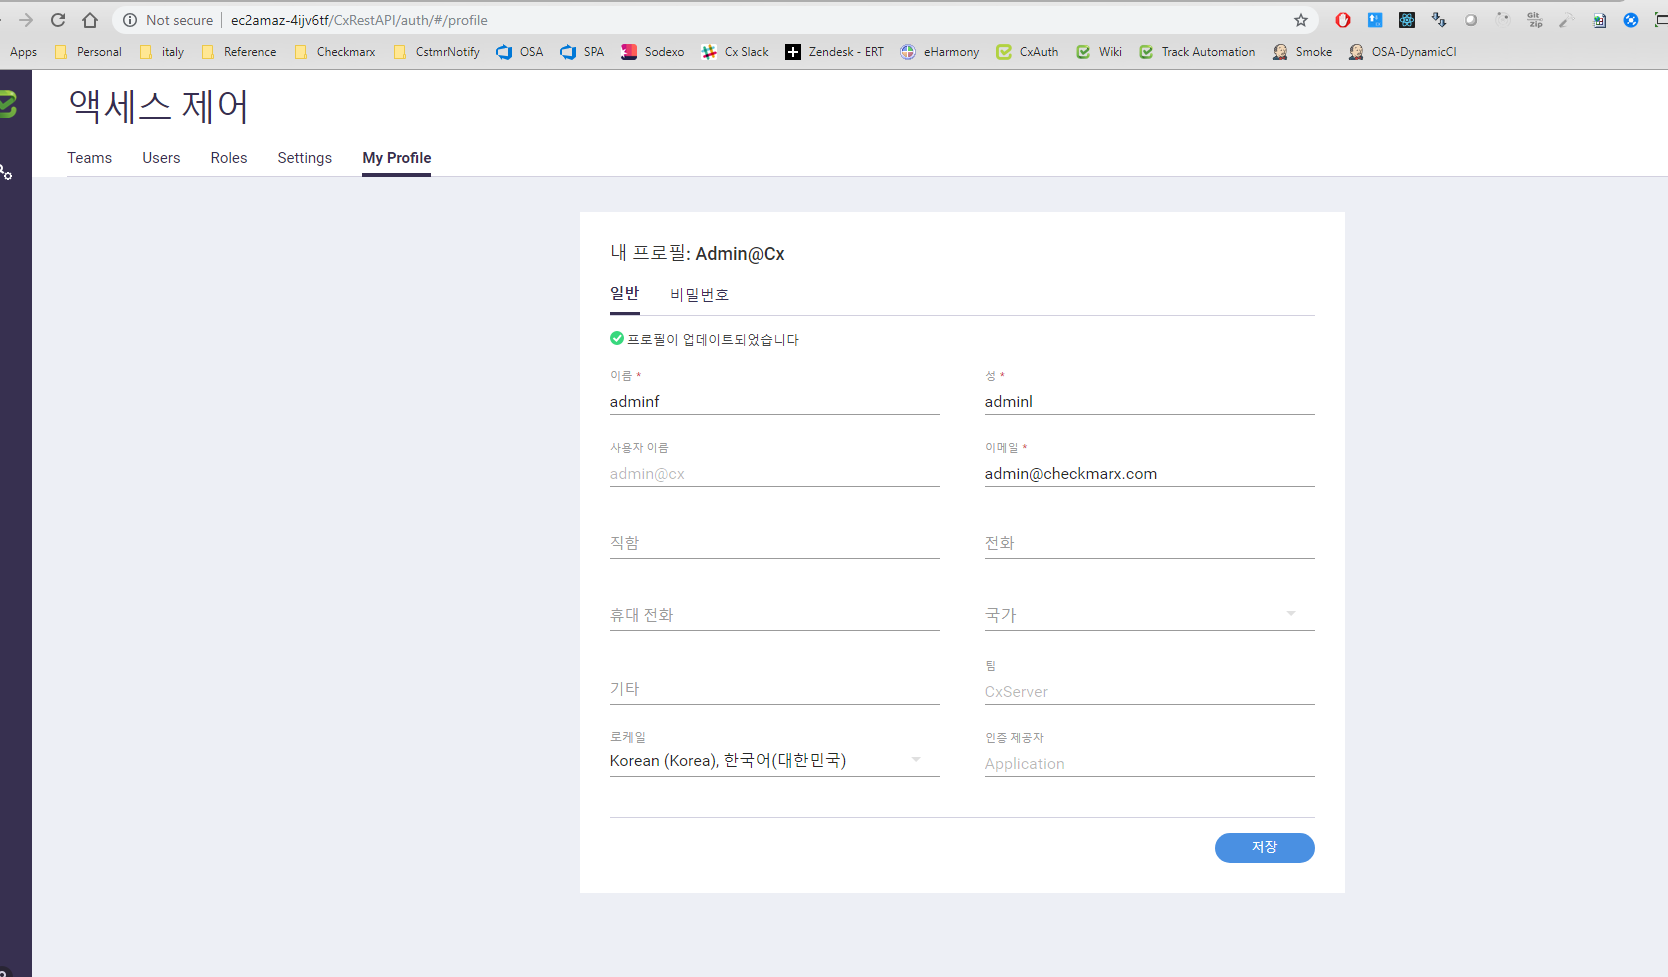 Not secure ec2amaz-4ijv6tf/CxRestAPI/auth/#/profile
Apps Personal italy Reference Checkmarx CstmrNotify OSA SPA Sodexo Cx Slack Zendesk - ERT eHarmony CxAuth Wiki Track Automation Smoke OSA-DynamicCI
액세스 제어
Teams Users Roles Settings My Profile
내 프로필: Admin@Cx
일반 비밀번호
프로필이 업데이트되었습니다
이름 * 성 *
adminf adminl
사용자 이름 이메일 *
admin@cx admin@checkmarx.com
직함 전화
휴대 전화 국가
팀
기타 CxServer
로케일 인증 제공자
Korean (Korea), 한국어(대한민국) Application
저장